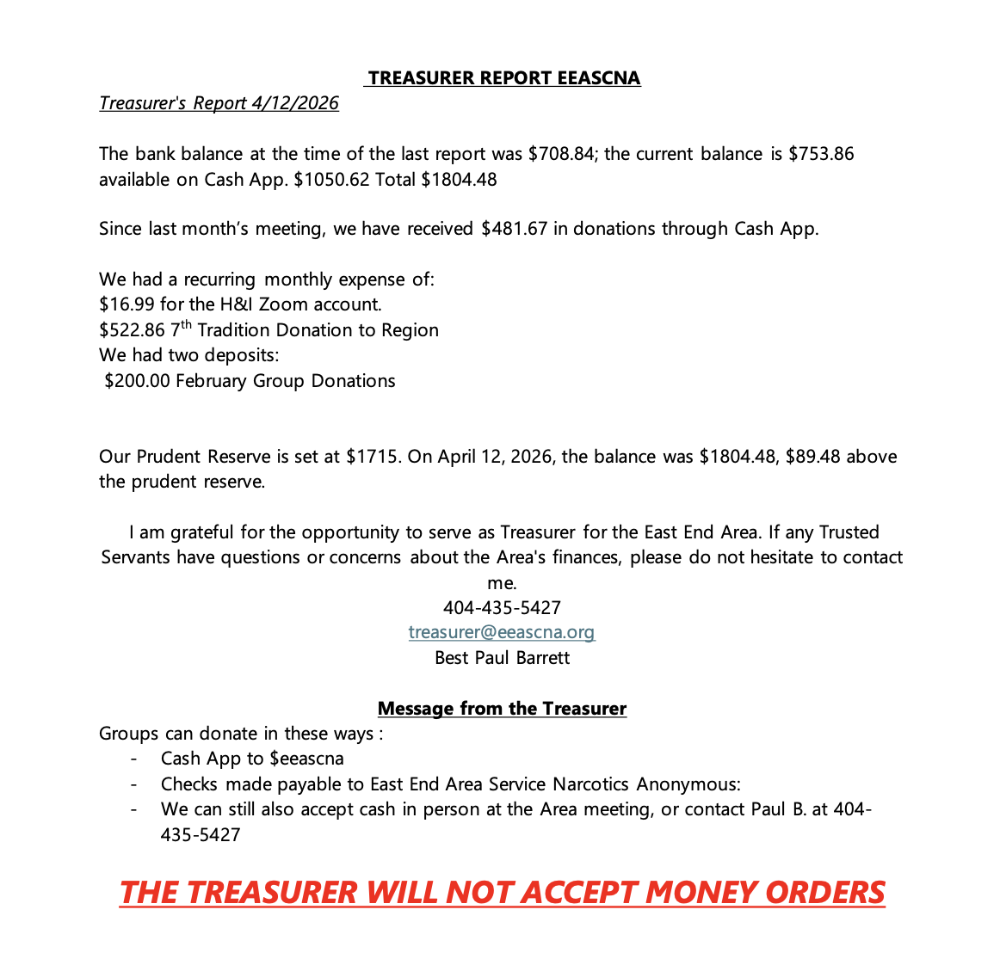 TREASURER REPORT EEASCNA
Treasurer's Report 4/12/2026
The bank balance at the time of the last report was $708.84; the current balance is $753.86
available on Cash App. $1050.62 Total $1804.48
Since last month’s meeting, we have received $481.67 in donations through Cash App.
We had a recurring monthly expense of:
$16.99 for the H&I Zoom account.
$522.86 7th Tradition Donation to Region
We had two deposits:
$200.00 February Group Donations
Our Prudent Reserve is set at $1715. On April 12, 2026, the balance was $1804.48, $89.48 above
the prudent reserve.
I am grateful for the opportunity to serve as Treasurer for the East End Area. If any Trusted
Servants have questions or concerns about the Area's finances, please do not hesitate to contact
me.
404-435-5427
treasurer@eeascna.org
Best Paul Barrett
Message from the Treasurer
Groups can donate in these ways :
- Cash App to $eeascna
- Checks made payable to East End Area Service Narcotics Anonymous:
- We can still also accept cash in person at the Area meeting, or contact Paul B. at 404-
435-5427
THE TREASURER WILL NOT ACCEPT MONEY ORDERS